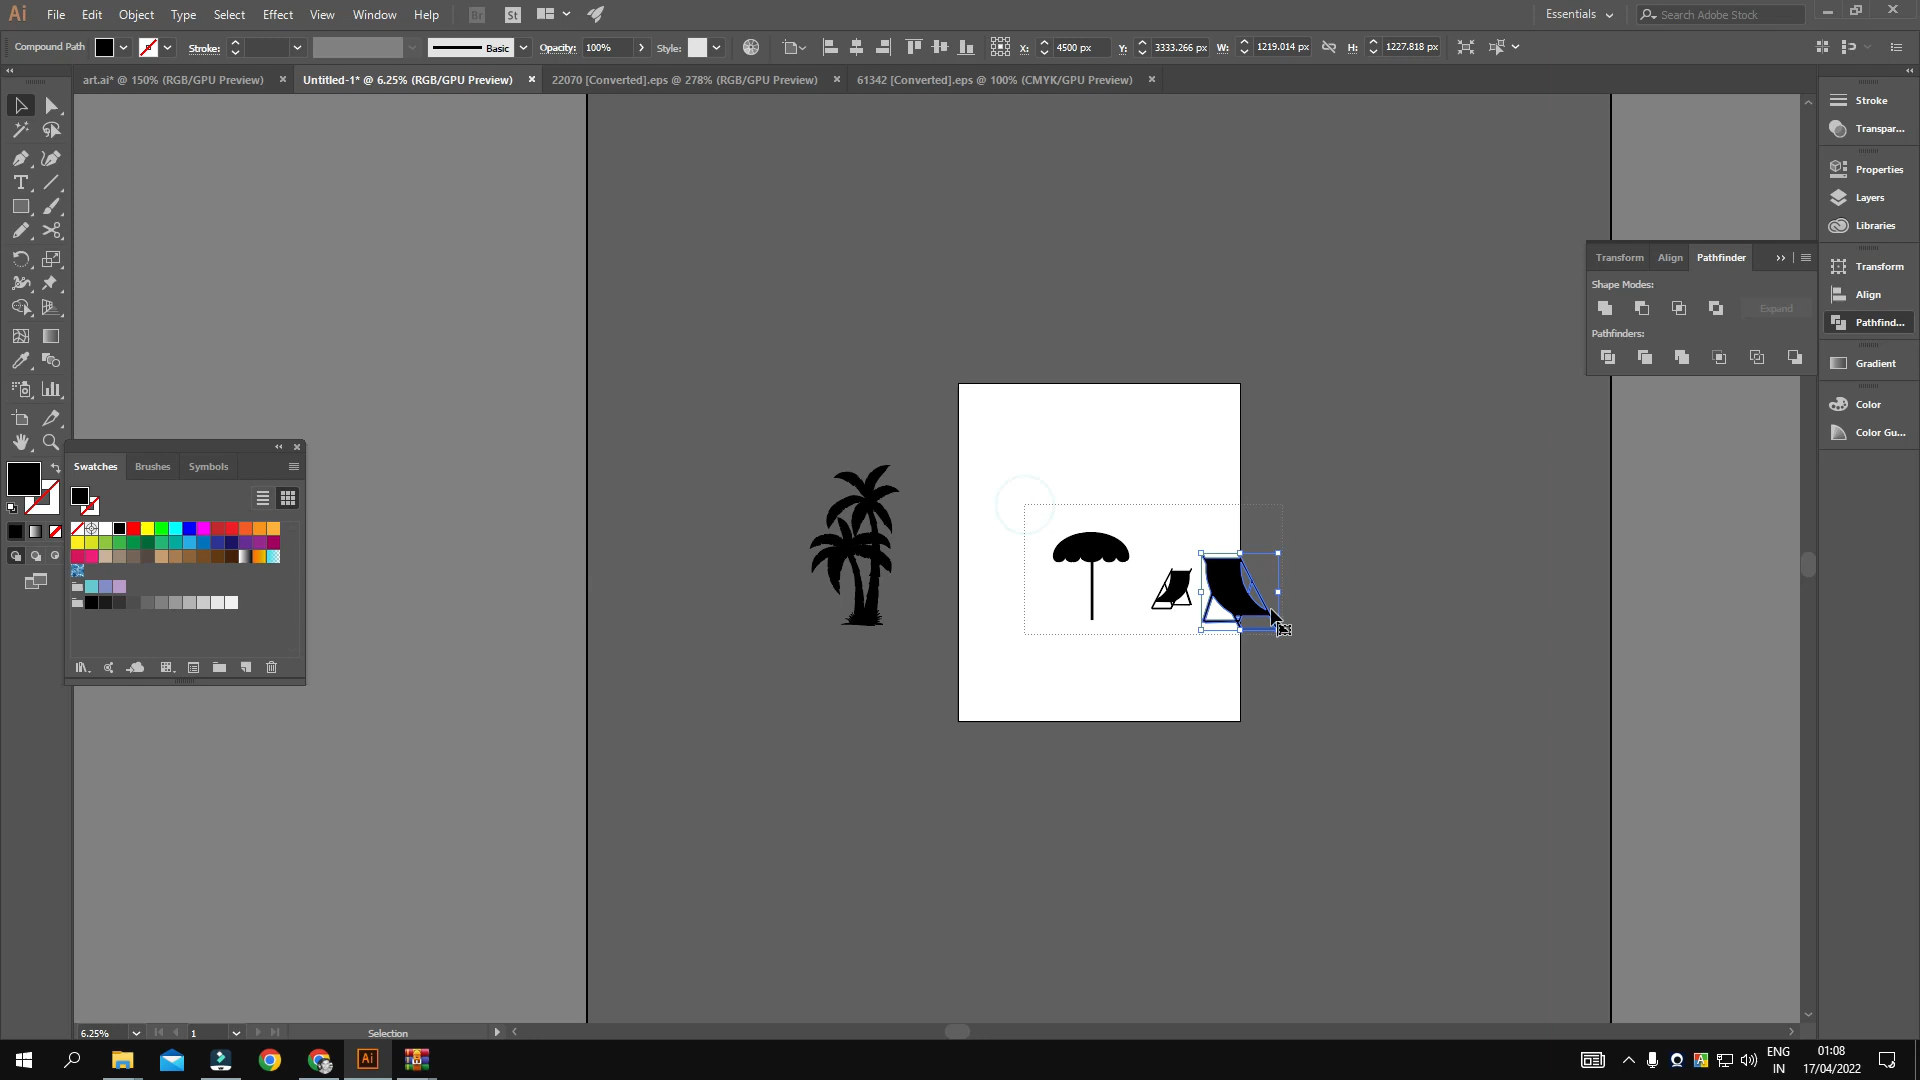 Ai File Edit Object Type Select Effect View Window Help Br St Essentials Search Adobe Stock
Compound Path Stroke: Basic Opacity: 100% Style: X: 4500 px Y: 3333.266 px W: 1219.014 px H: 1227.818 px
art.ai* @ 150% (RGB/GPU Preview) Untitled-1* @ 6.25% (RGB/GPU Preview) 22070 [Converted].eps @ 278% (RGB/GPU Preview) 61342 [Converted].eps @ 100% (CMYK/GPU Preview)
Stroke
Transpar...
Properties
Layers
Libraries
Transform
Align
Pathfind...
Gradient
Color
Color Gu...
Transform Align Pathfinder
Shape Modes:
Expand
Pathfinders:
Swatches Brushes Symbols
6.25% 1 Selection
Ai ENG IN 01:08 17/04/2022